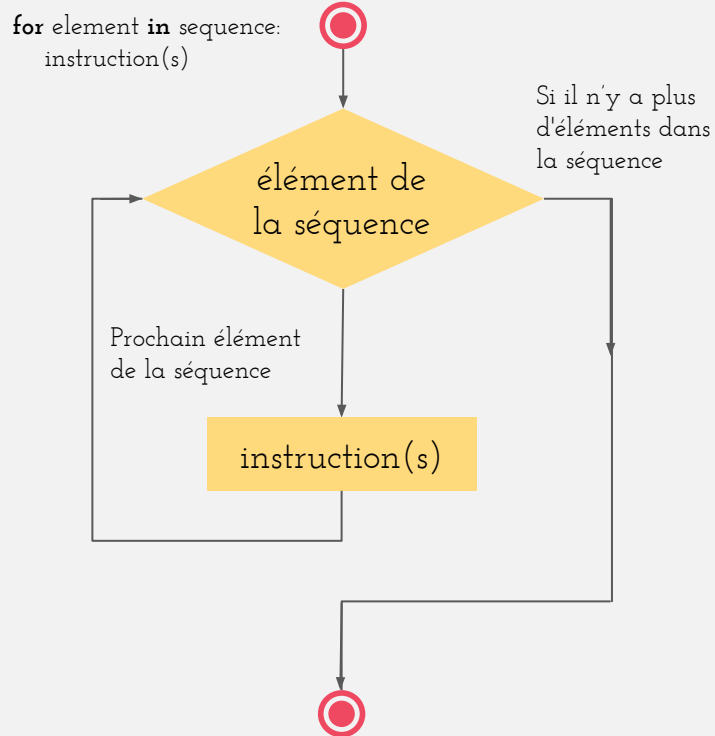 for element in sequence:
instruction(s)
Si il n'y a plus
d'éléments dans
la séquence
élément de
la séquence
Prochain élément
de la séquence
instruction(s)